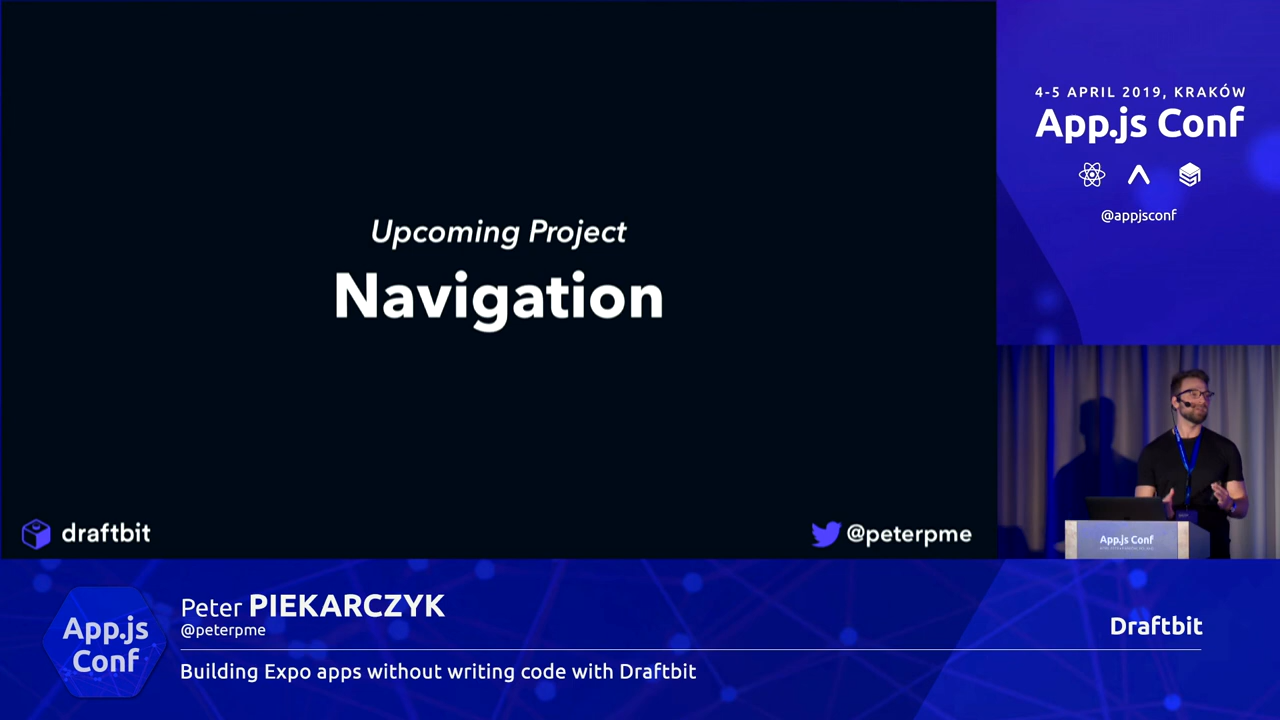 Upcoming Project
Navigation
draftbit
@peterpme
4-5 APRIL 2019, KRAKÓW
App.js Conf
@appjsconf
App.js Conf
App.js
Conf
Peter PIEKARCZYK
@peterpme
Building Expo apps without writing code with Draftbit
Draftbit